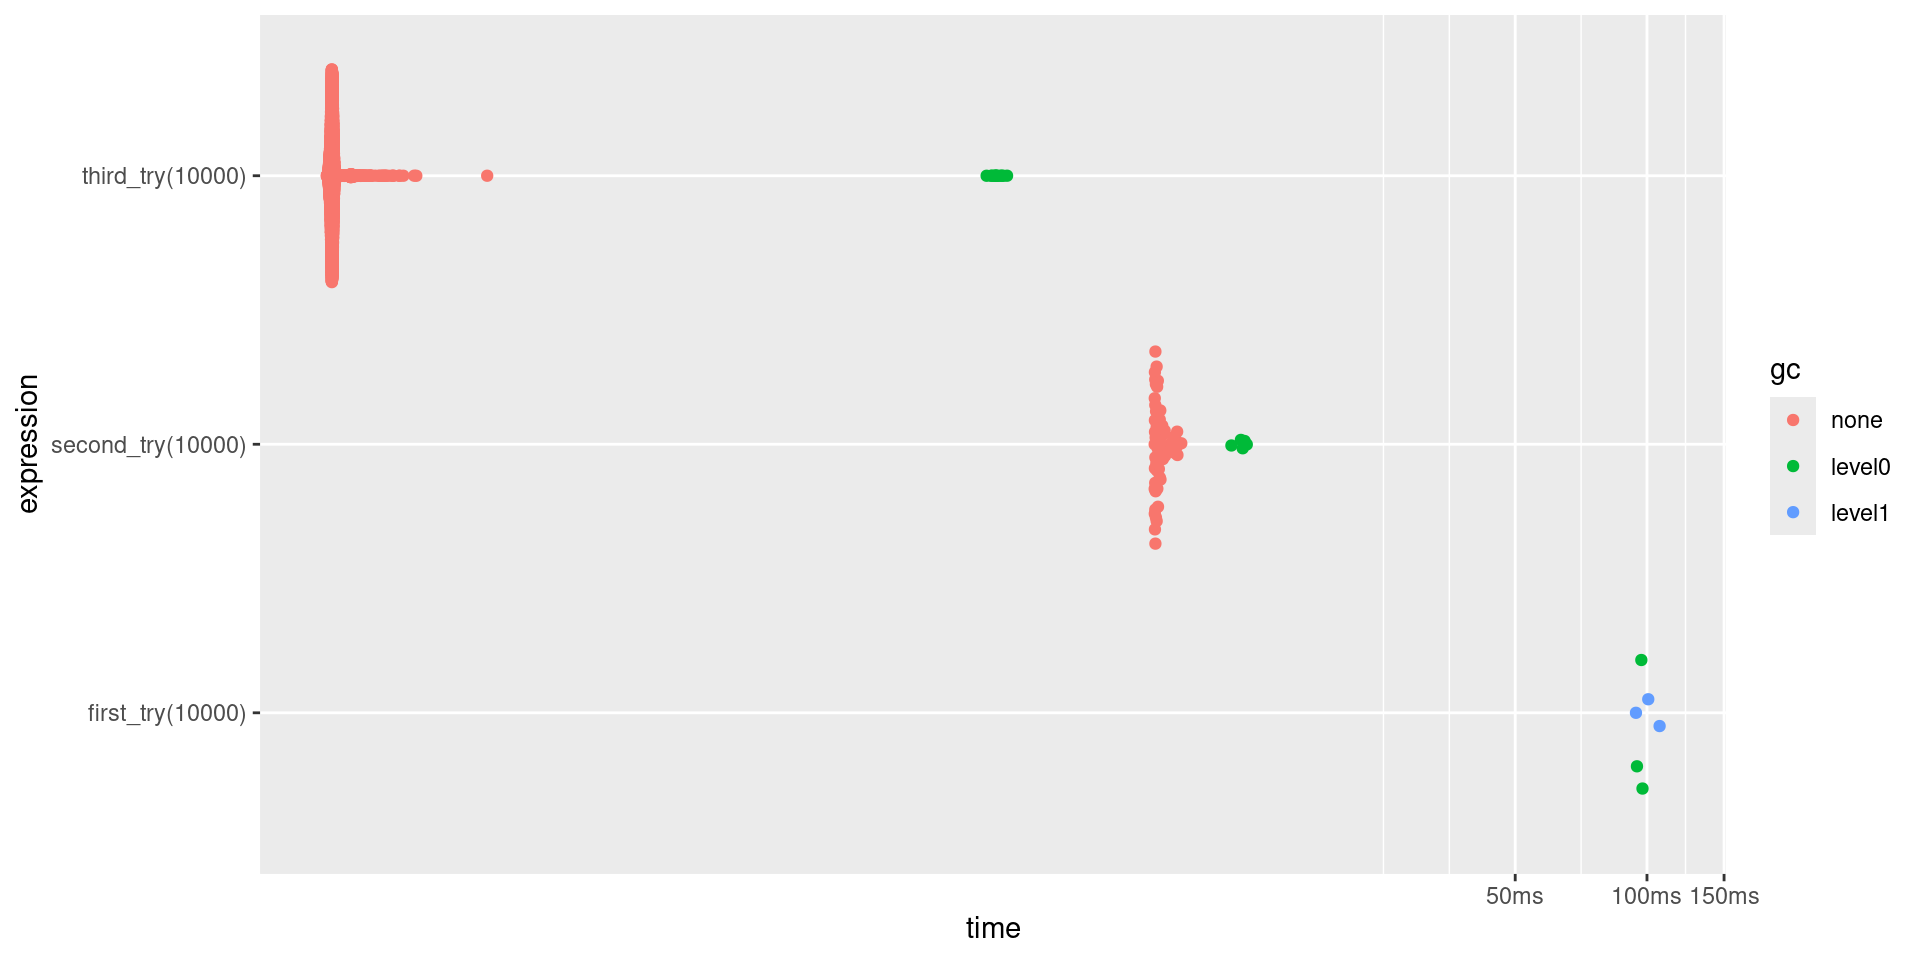 third_try(10000)
second_try(10000)
first_try(10000)
expression
50ms
100ms
150ms
time
gc
none
level0
level1